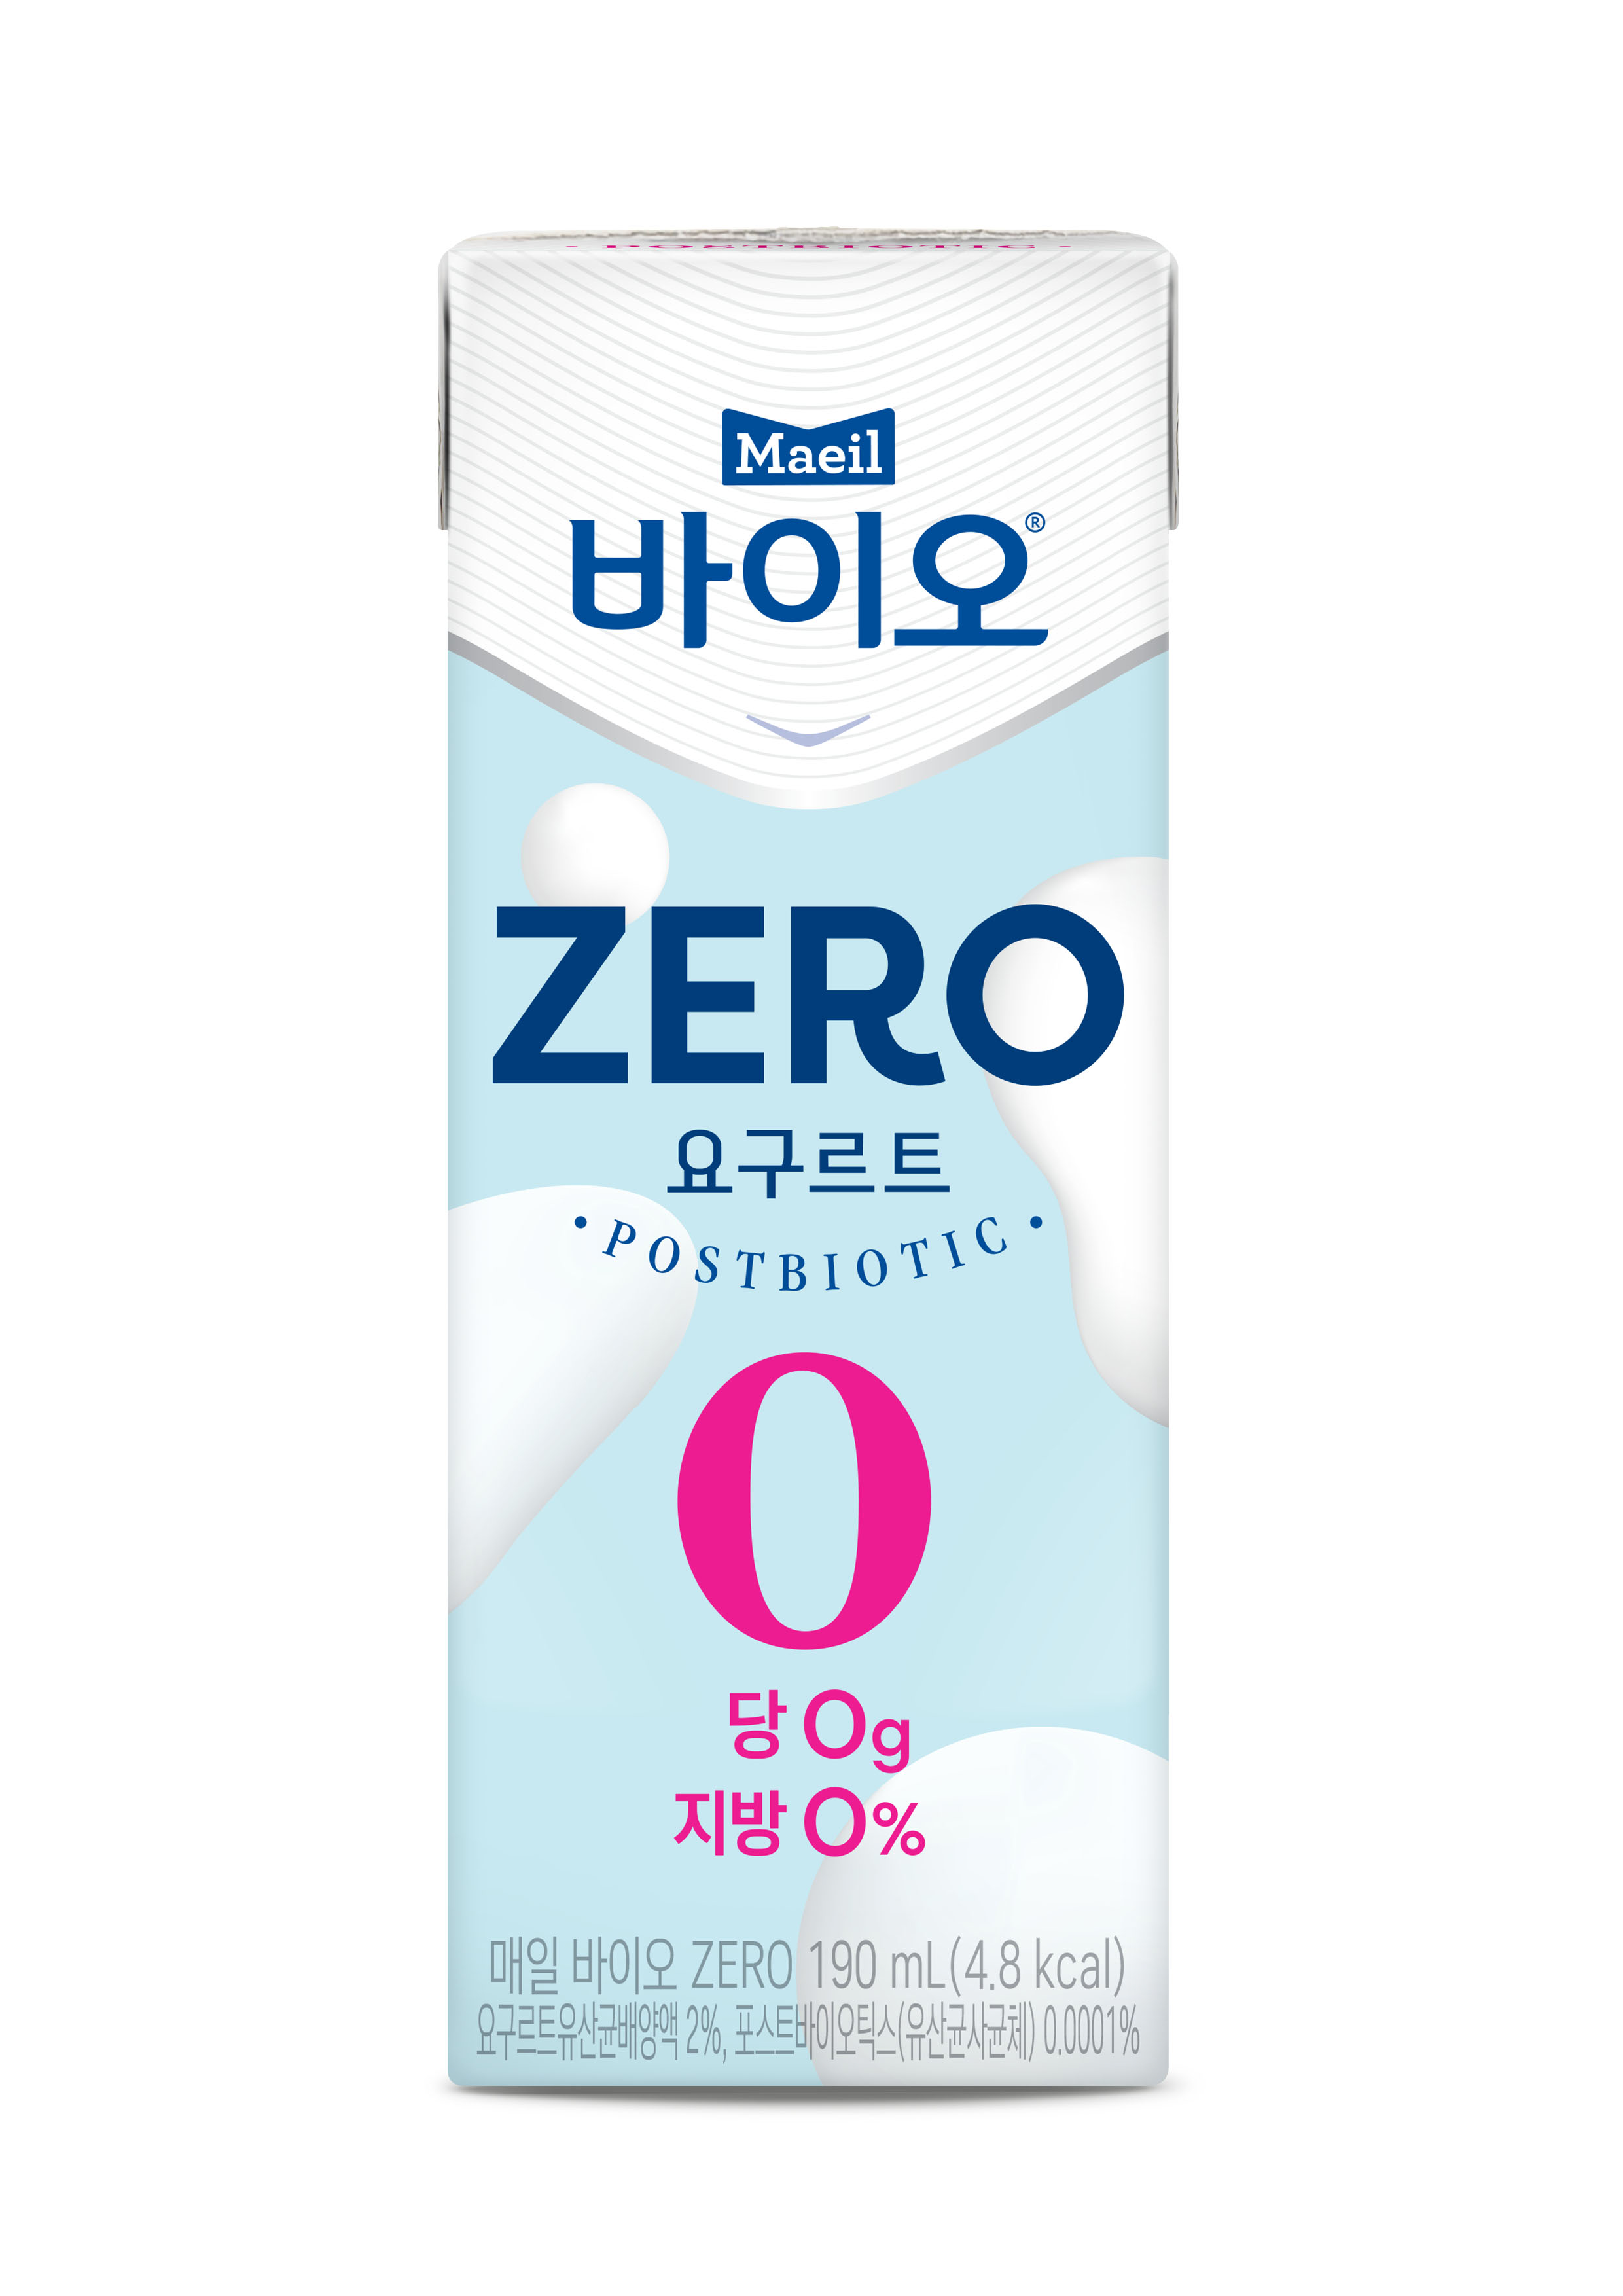 • POSTBIOTIC •
Maeil
바이오®
ZERO
요구르트
• POSTBIOTIC •
0
당 0g
지방 0%
매일 바이오 ZERO 190 mL(4.8 kcal)
요구르트유산균배양액 2%, 포스트바이오틱스(유산균사균체) 0.0001%